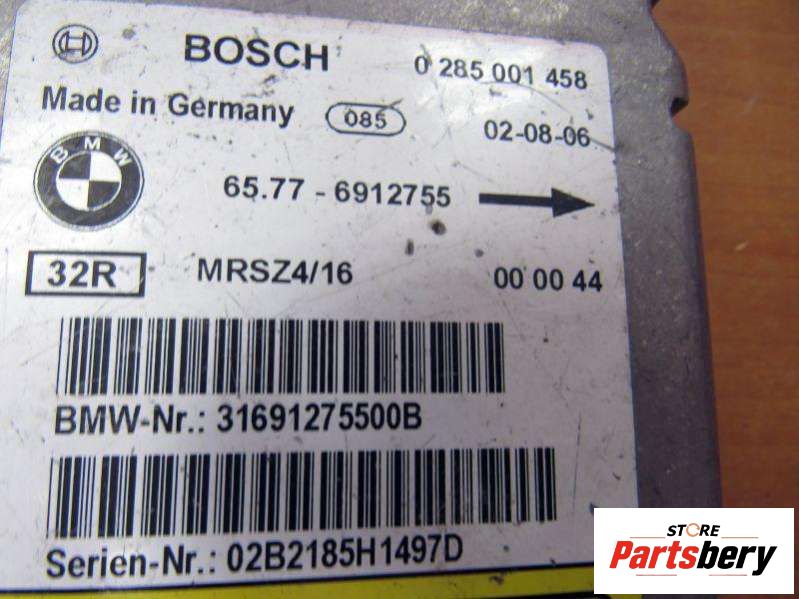 BOSCH 0 285 001 458
Made in Germany 085 02-08-06
BMW 65.77 - 6912755
32R MRSZ4/16 00 00 44
BMW-Nr.: 31691275500B
Serien-Nr.: 02B2185H1497D
STORE
Partsbery